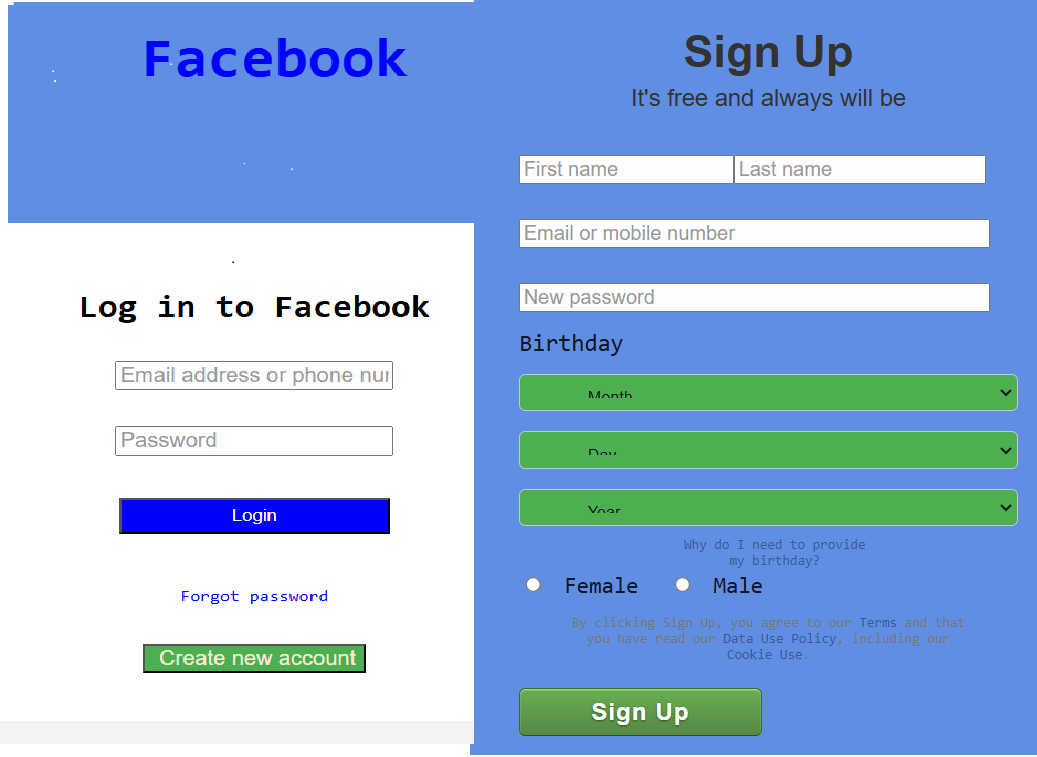 Facebook
Log in to Facebook
Email address or phone nur
Password
Login
Forgot password
Create new account
Sign Up
It's free and always will be
First name Last name
Email or mobile number
New password
Birthday
Month
Day
Year
Why do I need to provide
my birthday?
Female Male
By clicking Sign Up, you agree to our Terms and that
you have read our Data Use Policy, including our
Cookie Use.
Sign Up